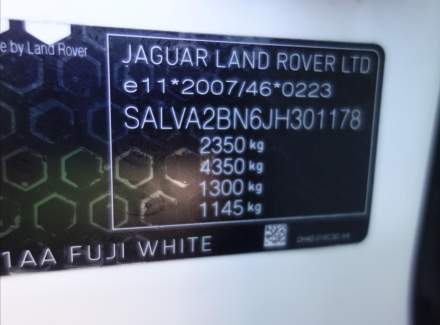 e by Land Rover
JAGUAR LAND ROVER LTD
e11*2007/46*0223
SALVA2BN6JH301178
2350 kg
4350 kg
1300 kg
1145 kg
1AA FUJI WHITE